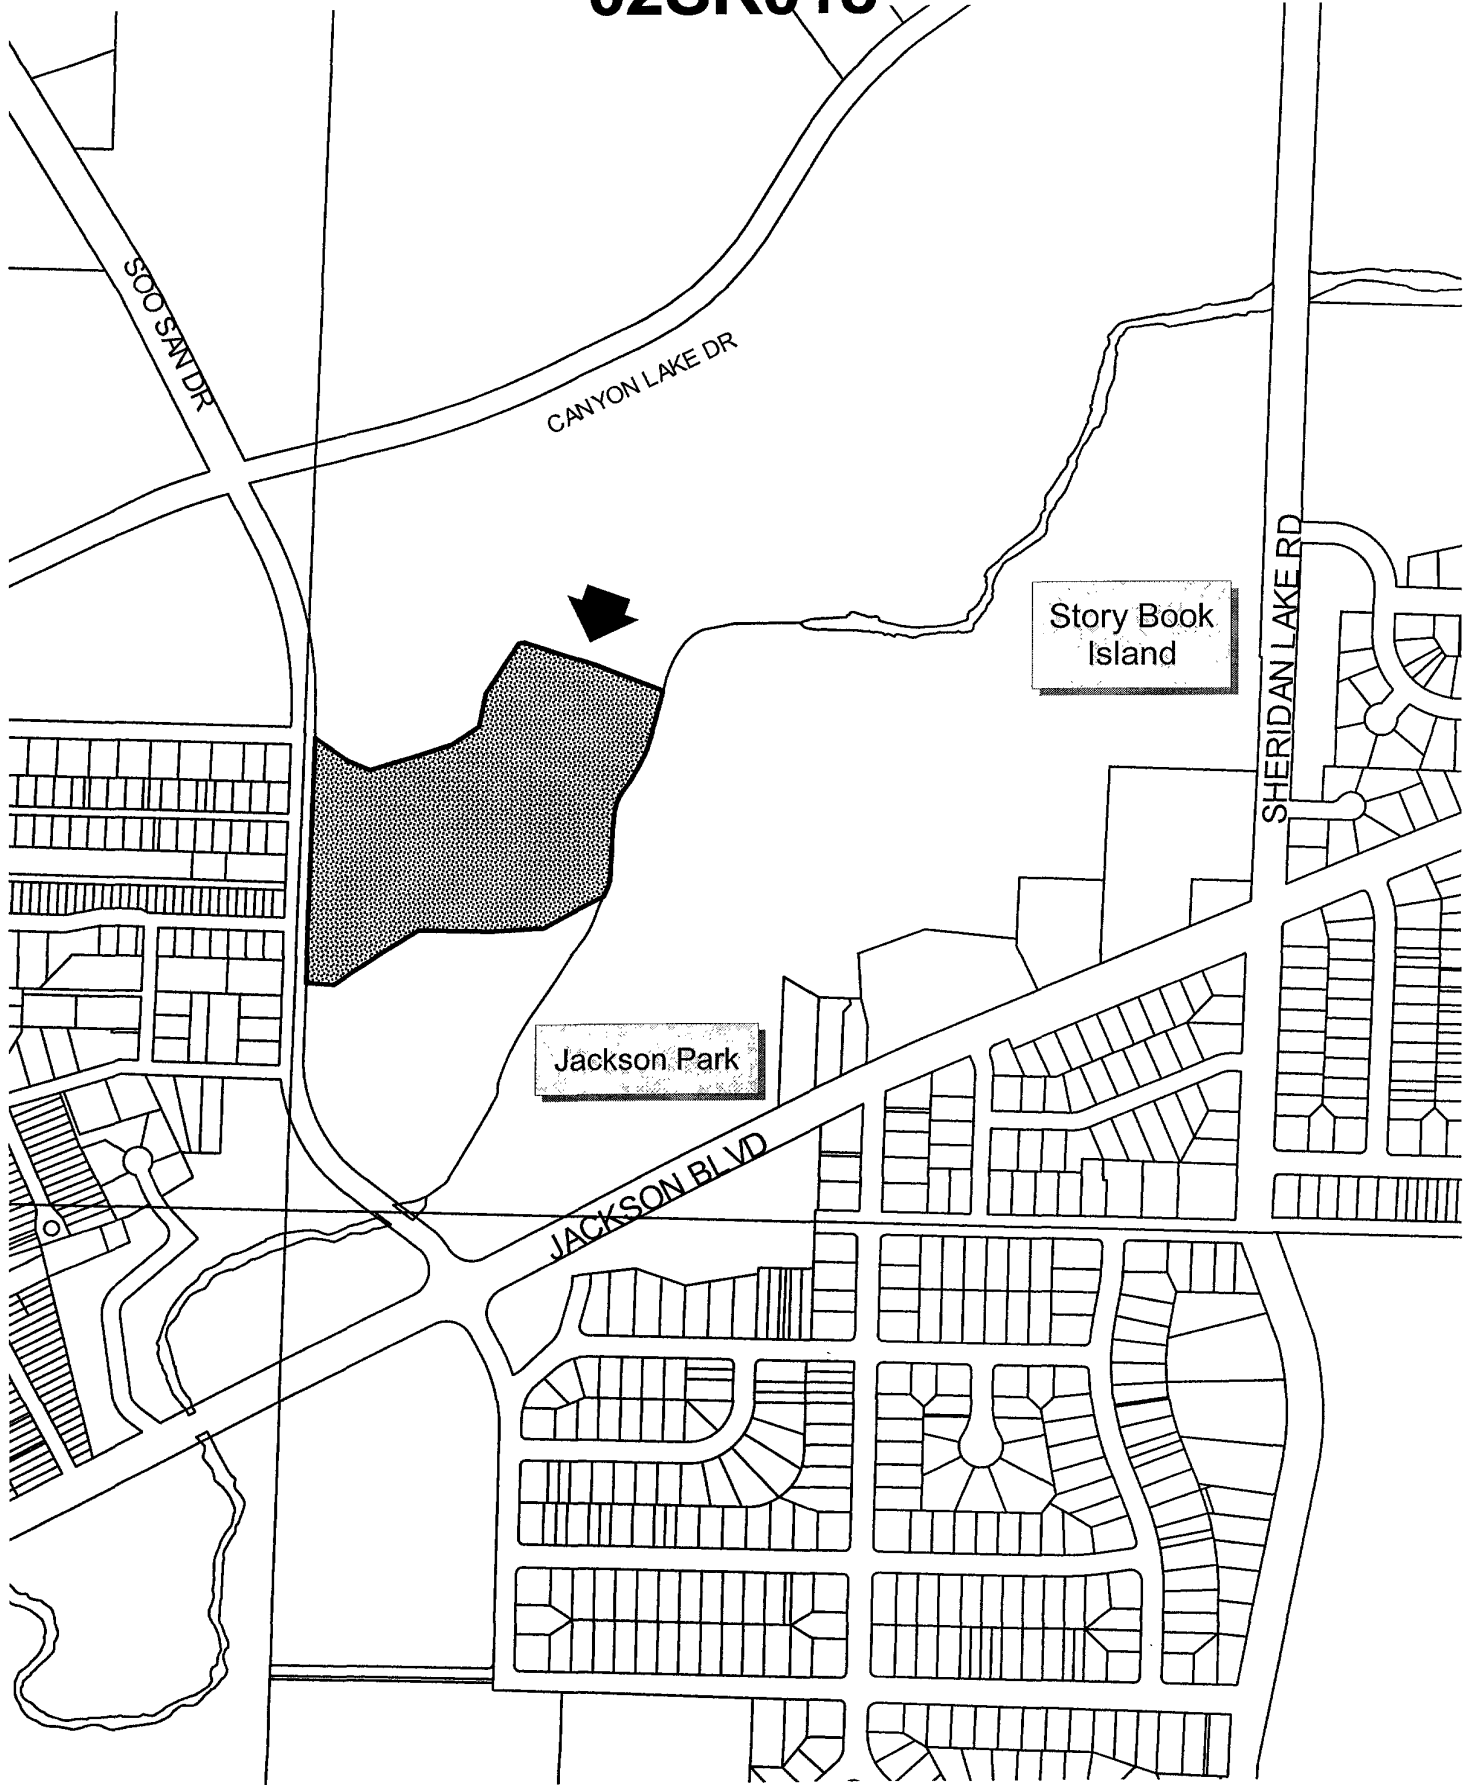 SOO SAN DR
CANYON LAKE DR
SHERIDAN LAKE RD
Story Book
Island
Jackson Park
JACKSON BLVD